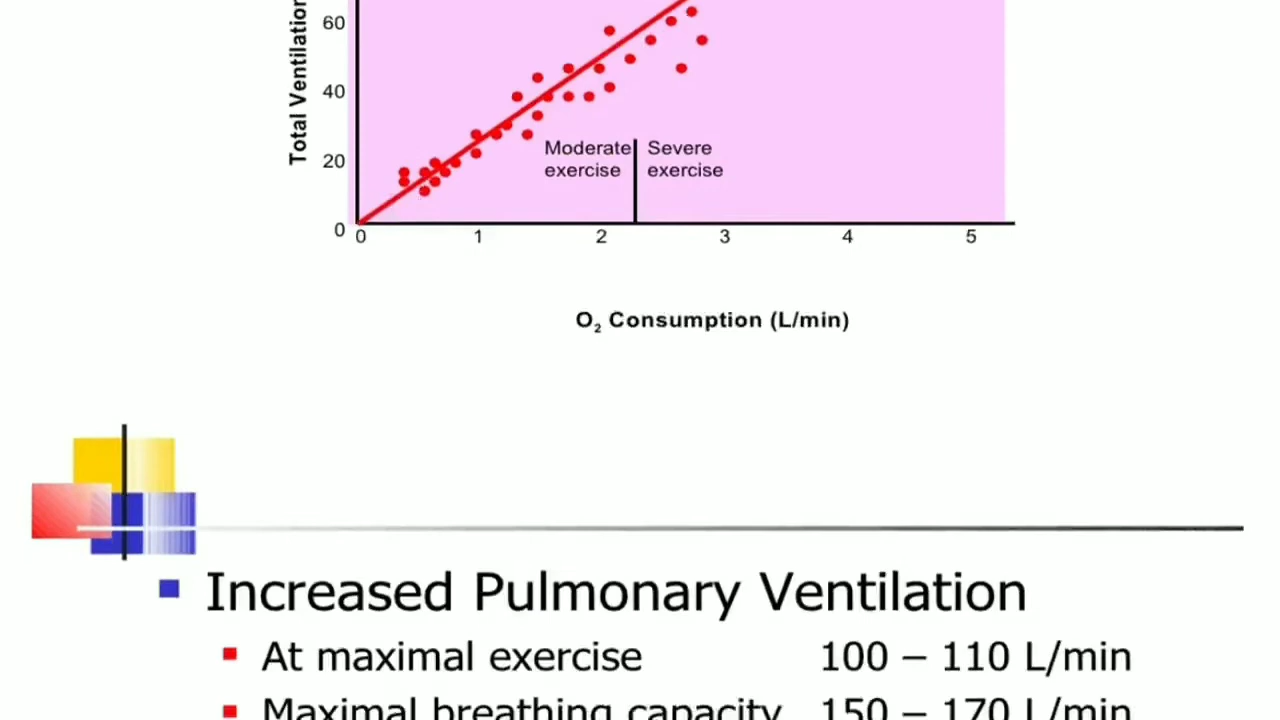 Total Ventilation
60
40
20
0
Moderate Severe
exercise exercise
0 1 2 3 4 5
O₂ Consumption (L/min)
Increased Pulmonary Ventilation
At maximal exercise 100 – 110 L/min
Maximal breathing capacity 150 – 170 L/min